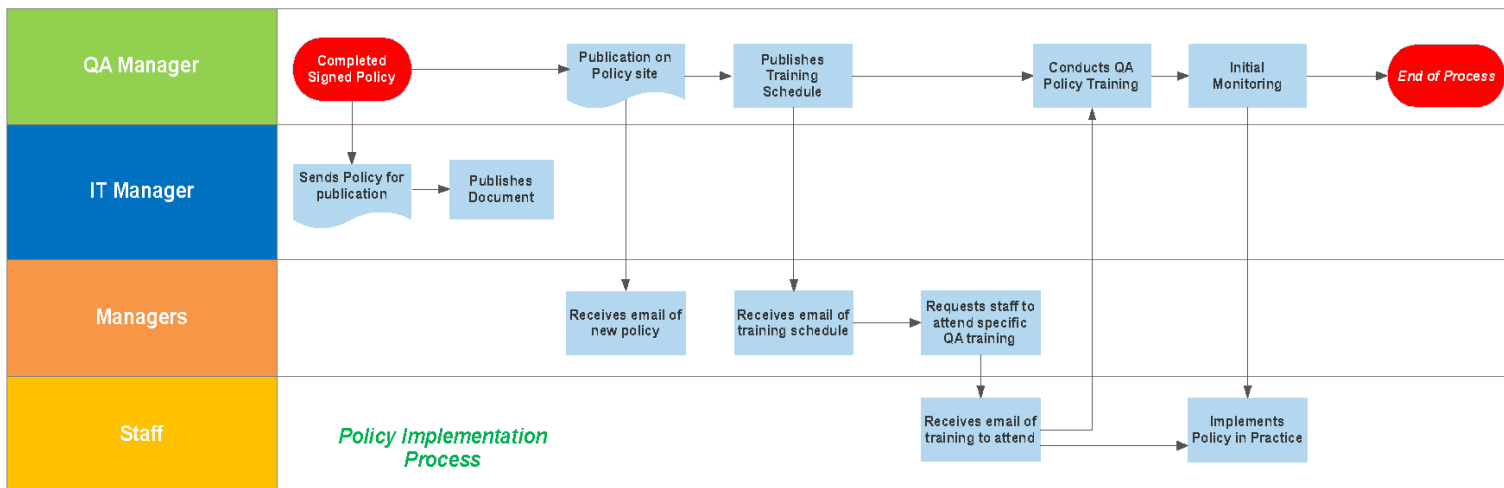 QA Manager
Completed
Signed Policy
Publication on
Policy site
Publishes
Training
Schedule
Conducts QA
Policy Training
Initial
Monitoring
End of Process
IT Manager
Sends Policy for
publication
Publishes
Document
Managers
Receives email of
new policy
Receives email of
training schedule
Requests staff to
attend specific
QA training
Staff
Policy Implementation
Process
Receives email of
training to attend
Implements
Policy in Practice